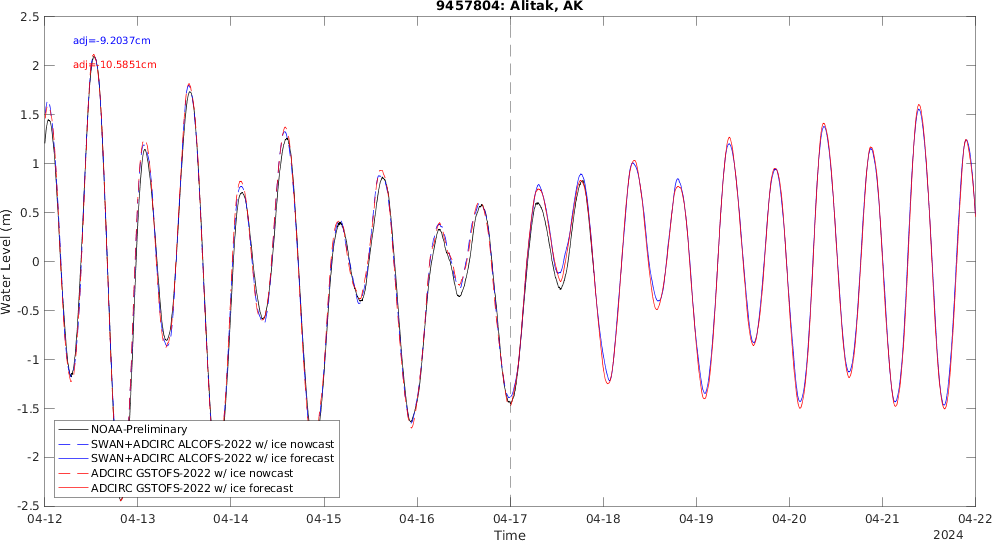 9457804: Alitak, AK
adj=-9.2037cm
adj=-10.5851cm
Water Level (m)
2.5
2
1.5
1
0.5
0
-0.5
-1
-1.5
-2
-2.5
NOAA-Preliminary
SWAN+ADCIRC ALCOFS-2022 w/ ice nowcast
SWAN+ADCIRC ALCOFS-2022 w/ ice forecast
ADCIRC GSTOFS-2022 w/ ice nowcast
ADCIRC GSTOFS-2022 w/ ice forecast
04-12 04-13 04-14 04-15 04-16 04-17 04-18 04-19 04-20 04-21 04-22
Time
2024